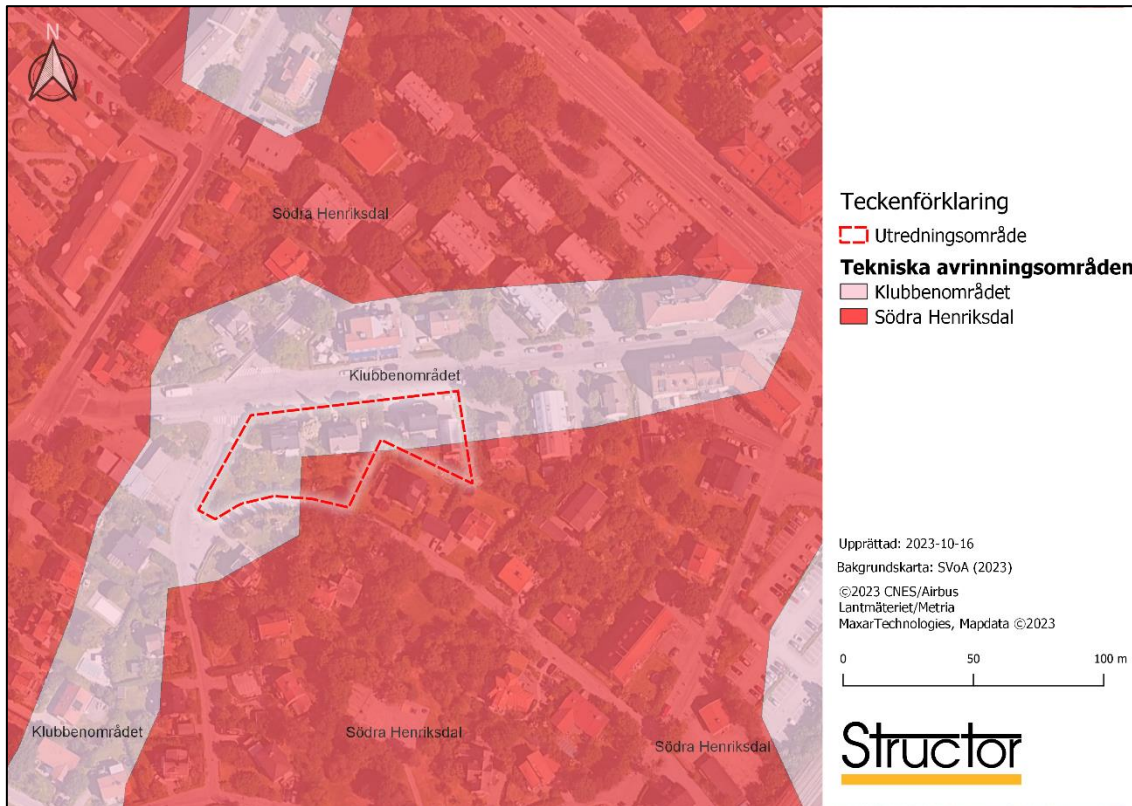 N
Södra Henriksdal
Klubbenområdet
Klubbenområdet
Södra Henriksdal
Södra Henriksdal
Teckenförklaring
Utredningsområde
Tekniska avrinningsområden
Klubbenområdet
Södra Henriksdal
Upprättad: 2023-10-16
Bakgrundskarta: SVoA (2023)
©2023 CNES/Airbus
Lantmäteriet/Metria
MaxarTechnologies, Mapdata ©2023
0 50 100 m
Structor